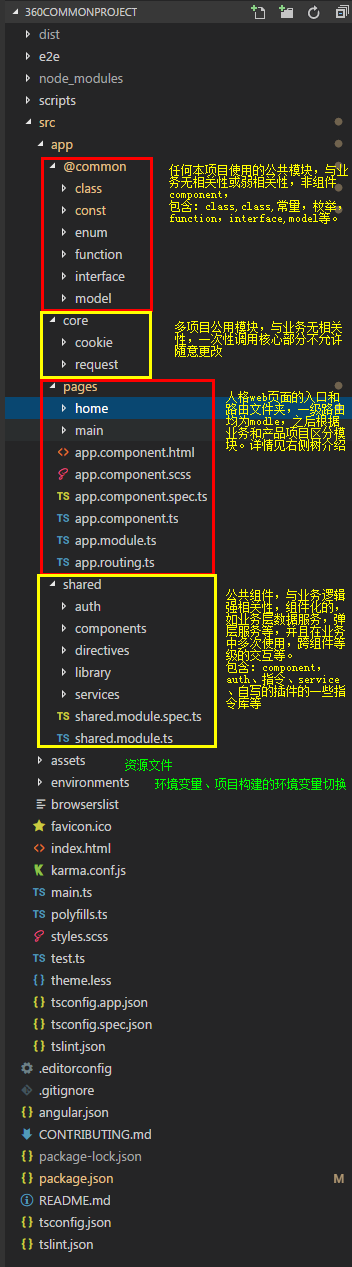 360COMMONPROJECT
dist
e2e
node_modules
scripts
src
app
@common
class
const
enum
function
interface
model
任何本项目使用的公共模块，与业
务无相关性或弱相关性，非组件
component，
包含：class,class,常量，枚举，
function，interface,model等。
core
cookie
request
多项目公用模块，与业务无相关
性，一次性调用核心部分不允许
随意更改
pages
home
main
app.component.html
app.component.scss
app.component.spec.ts
app.component.ts
app.module.ts
app.routing.ts
人格web页面的入口和
路由文件夹，一级路由
均为modle，之后根据
业务和产品项目区分模
块。详情见右侧树介绍
shared
auth
components
directives
library
services
shared.module.spec.ts
shared.module.ts
公共组件，与业务逻辑
强相关性，组件化的，
如业务层数据服务，弹
层服务等，并且在业务
中多次使用，跨组件等
级的交互等。
包含：component，
auth、指令、service
、自写的插件的一些指
令库等
assets
资源文件
environments
环境变量、项目构建的环境变量切换
browserslist
favicon.ico
index.html
karma.conf.js
main.ts
polyfills.ts
styles.scss
test.ts
theme.less
tsconfig.app.json
tsconfig.spec.json
tslint.json
.editorconfig
.gitignore
angular.json
CONTRIBUTING.md
package-lock.json
package.json M
README.md
tsconfig.json
tslint.json